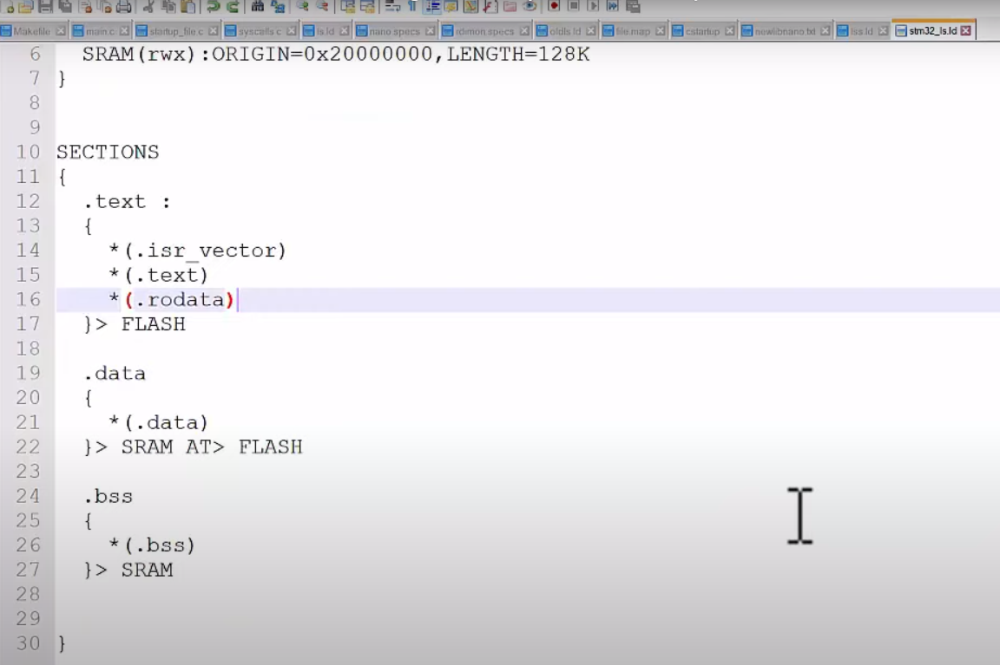 Makefile main.c startup_file.c syscalls.c ls.ld nano.specs rdimon.specs oldls.ld file.map cstartup newlibnano.txt lss.ld stm32_ls.ld
6 SRAM(rwx):ORIGIN=0x20000000,LENGTH=128K
7 }
8
9
10 SECTIONS
11 {
12 .text :
13 {
14 *(.isr_vector)
15 *(.text)
16 *(.rodata)
17 }> FLASH
18
19 .data
20 {
21 *(.data)
22 }> SRAM AT> FLASH
23
24 .bss
25 {
26 *(.bss)
27 }> SRAM
28
29
30 }